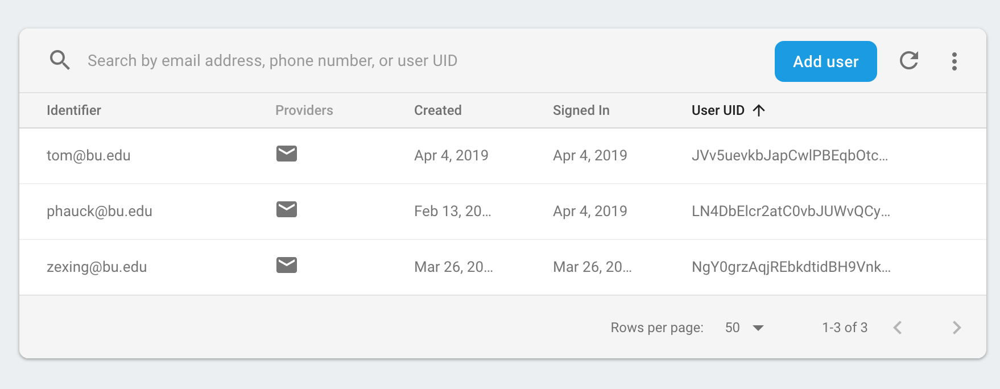 Search by email address, phone number, or user UID Add user
Identifier Providers Created Signed In User UID
tom@bu.edu Apr 4, 2019 Apr 4, 2019 JVv5uevkbJapCwlPBEqbOtc...
phauck@bu.edu Feb 13, 20... Apr 4, 2019 LN4DbElcr2atC0vbJUWvQCy...
zexing@bu.edu Mar 26, 20... Mar 26, 20... NgY0grzAqjREbkdtidBH9Vnk...
Rows per page: 50 1-3 of 3